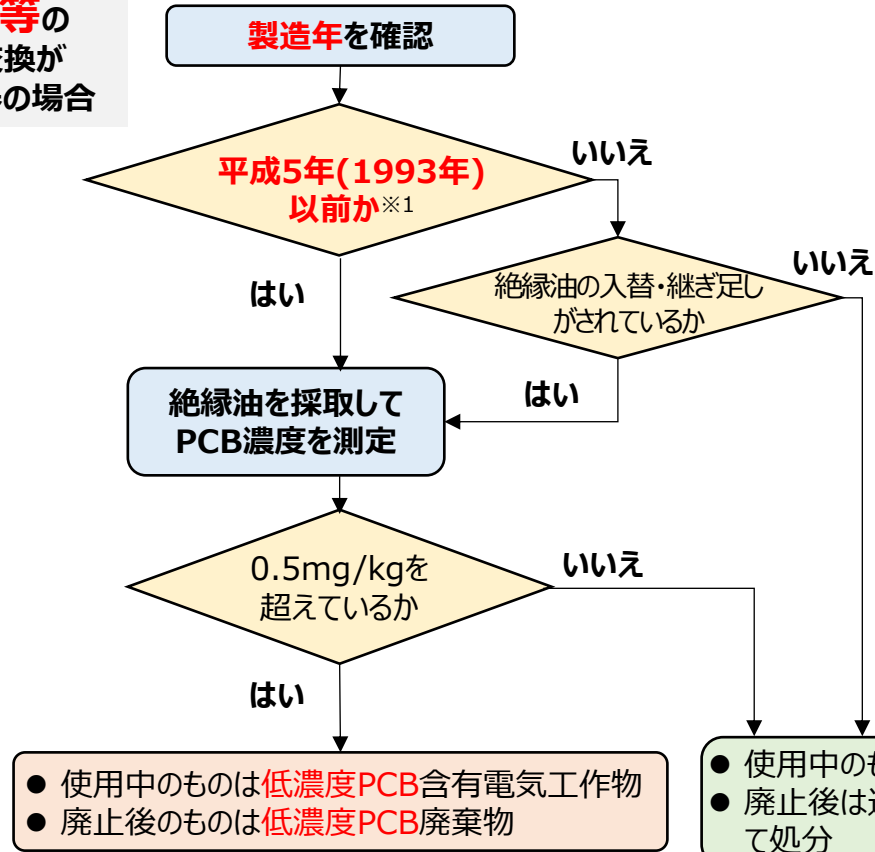 等の
換が
の場合
製造年を確認
平成5年(1993年)
以前か※1
いいえ
はい
絶縁油の入替・継ぎ足し
がされているか
いいえ
はい
絶縁油を採取して
PCB濃度を測定
0.5mg/kgを
超えているか
いいえ
はい
● 使用中のものは低濃度PCB含有電気工作物
● 廃止後のものは低濃度PCB廃棄物
● 使用中のも
● 廃止後は
て処分